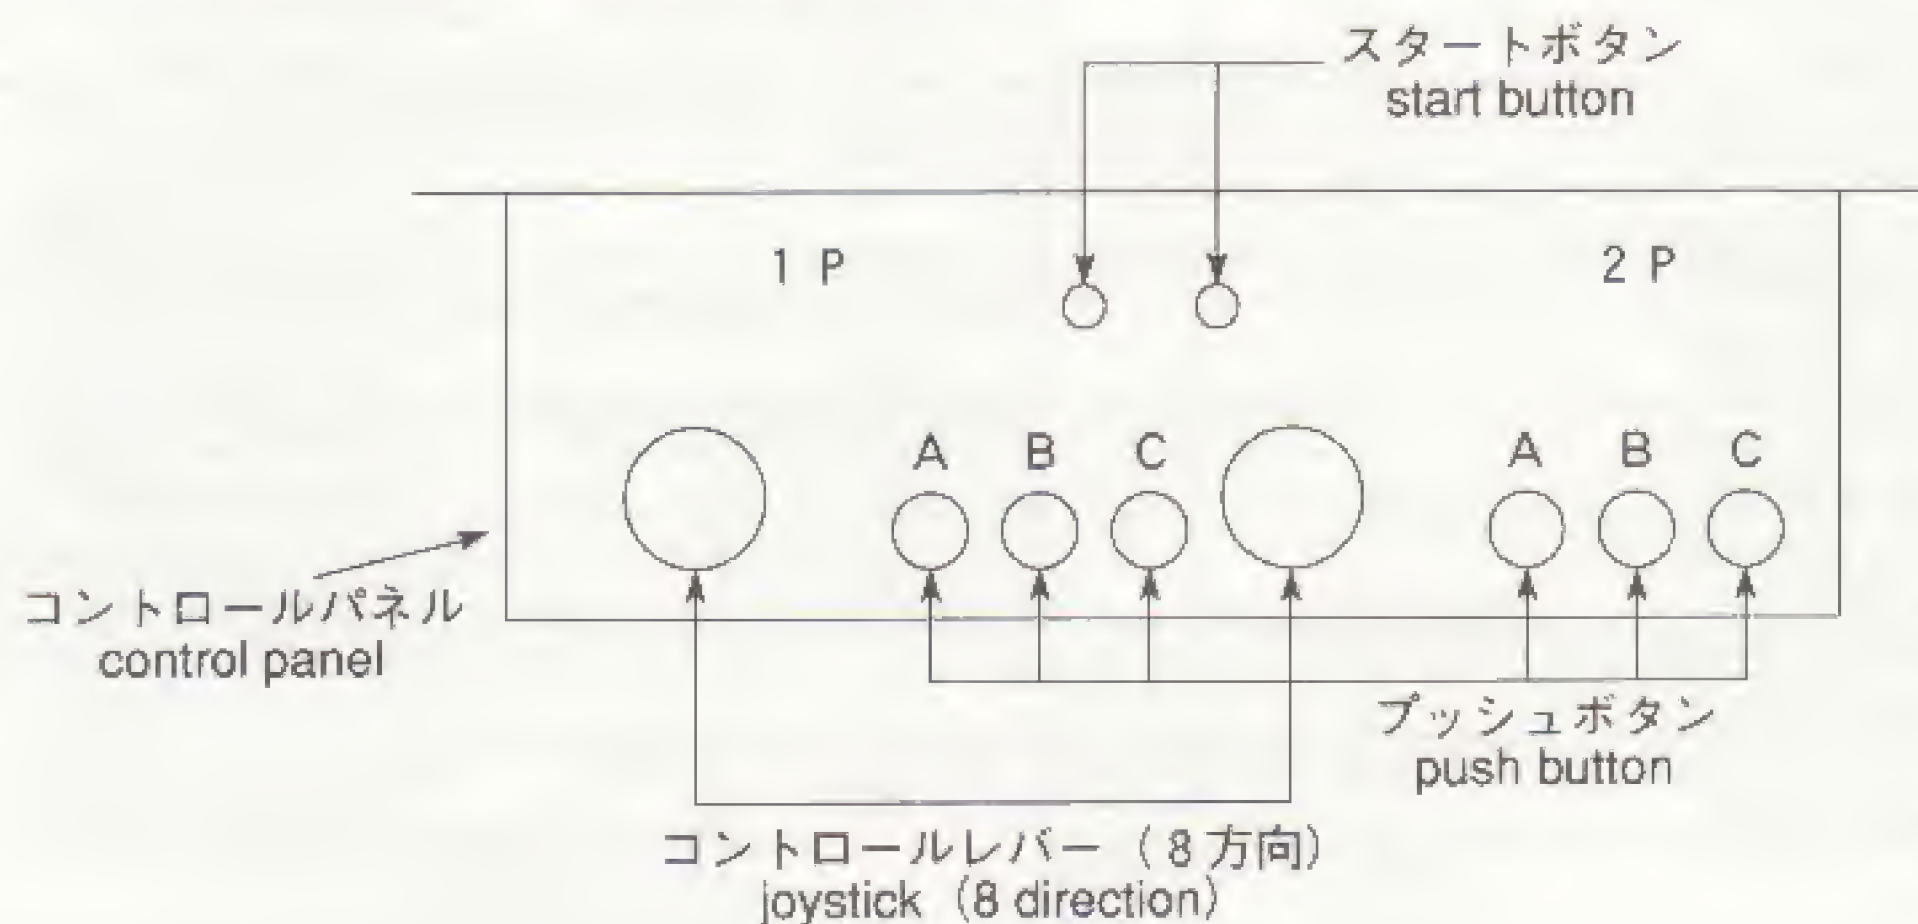 スタートボタン
start button
1 P
2 P
A B C
A B C
コントロールパネル
control panel
プッシュボタン
push button
コントロールレバー (8方向)
joystick (8 direction)